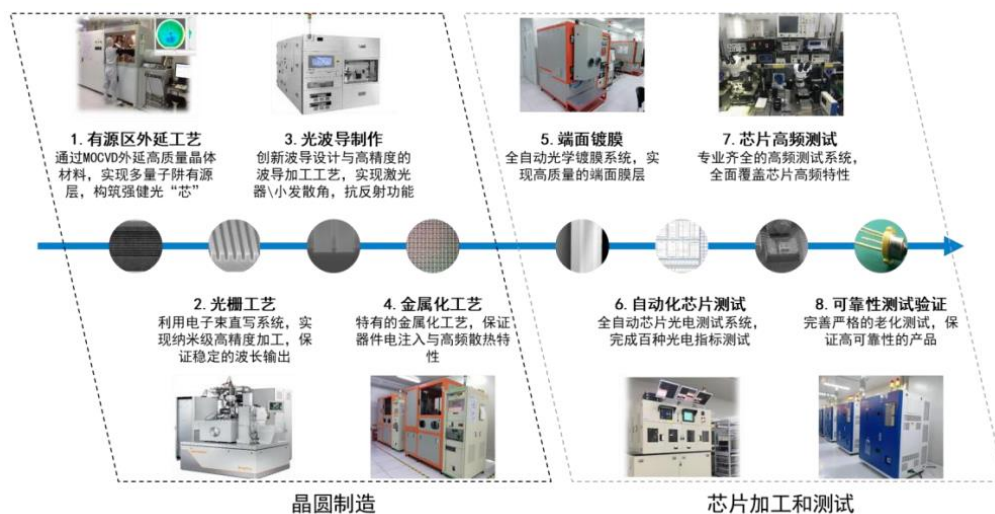 1. 有源区外延工艺
通过MOCVD外延高质量晶体
材料，实现多量子阱有源
层，构筑强健光“芯”
3. 光波导制作
创新波导设计与高精度的
波导加工工艺，实现激光
器\小发散角，抗反射功能
5. 端面镀膜
全自动光学镀膜系统，实
现高质量的端面膜层
7. 芯片高频测试
专业齐全的高频测试系统，
全面覆盖芯片高频特性
2. 光栅工艺
利用电子束直写系统，实
现纳米级高精度加工，保
证稳定的波长输出
4. 金属化工艺
特有的金属化工艺，保证
器件电注入与高频散热特
性
6. 自动化芯片测试
全自动芯片光电测试系统，
完成百种光电指标测试
8. 可靠性测试验证
完善严格的老化测试，保
证高可靠性的产品
晶圆制造
芯片加工和测试